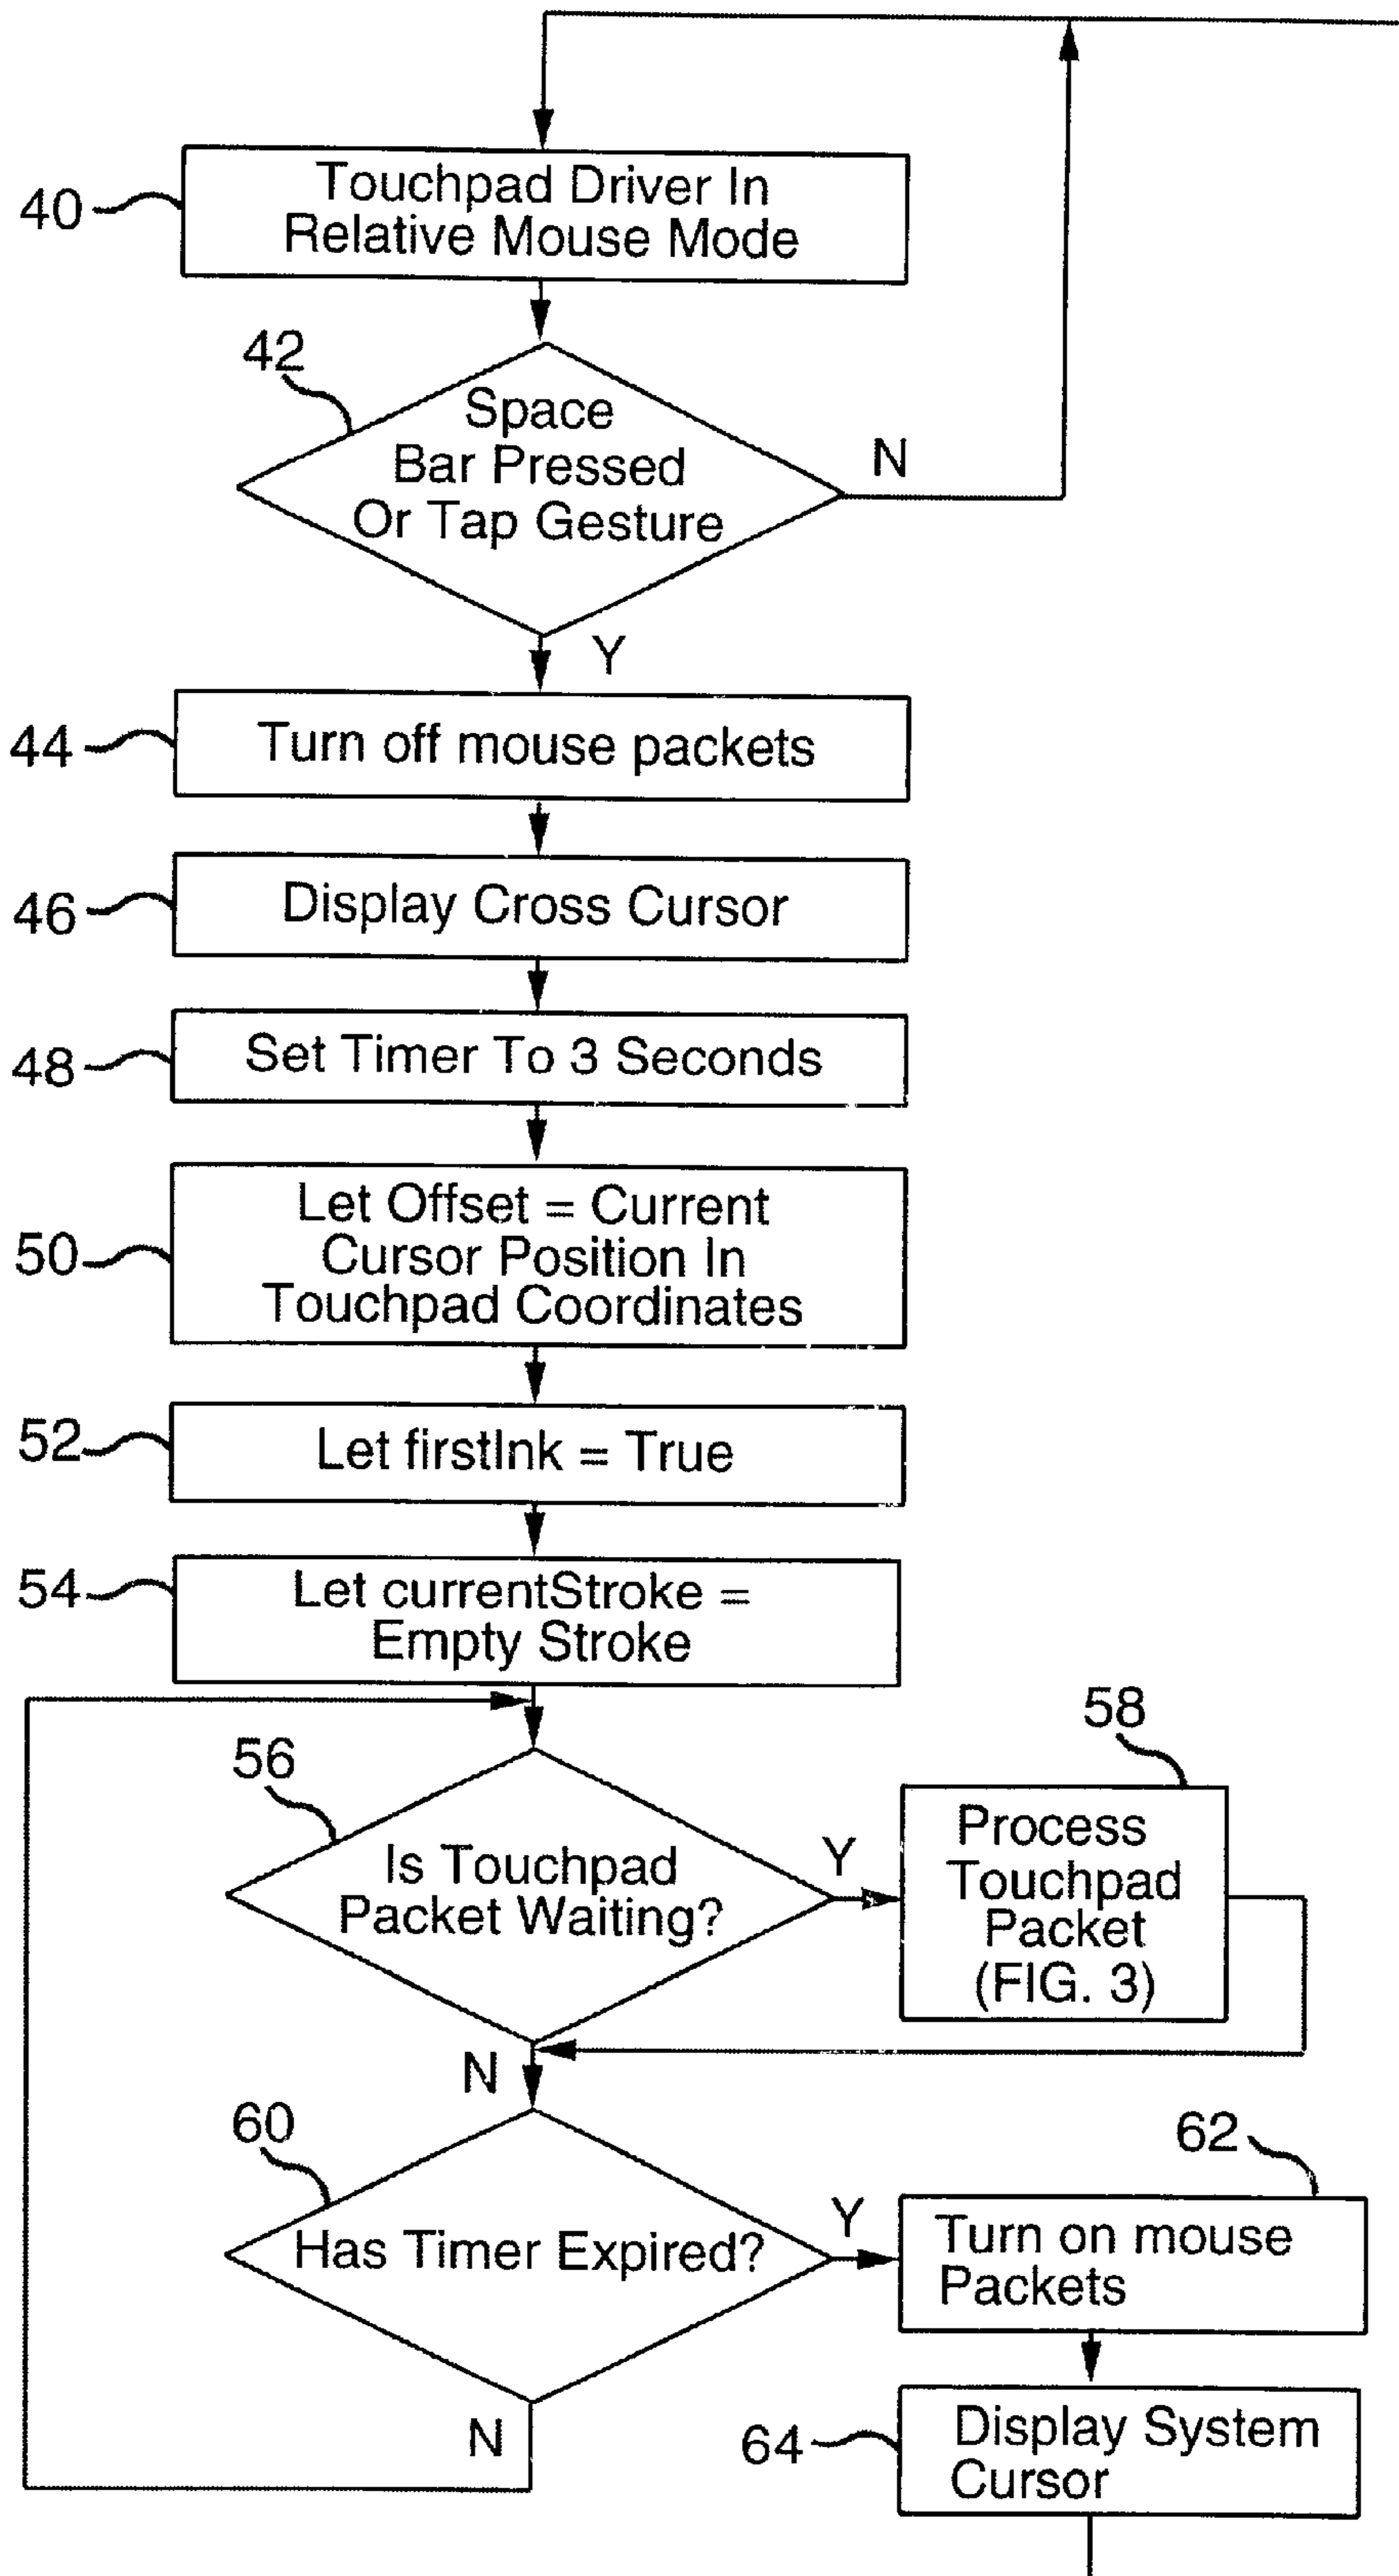 40
Touchpad Driver In
Relative Mouse Mode
42
Space
Bar Pressed
Or Tap Gesture
N
Y
44
Turn off mouse packets
46
Display Cross Cursor
48
Set Timer To 3 Seconds
50
Let Offset = Current
Cursor Position In
Touchpad Coordinates
52
Let firstInk = True
54
Let currentStroke =
Empty Stroke
56
Is Touchpad
Packet Waiting?
Y
58
Process
Touchpad
Packet
(FIG. 3)
N
60
Has Timer Expired?
Y
62
Turn on mouse
Packets
N
64
Display System
Cursor